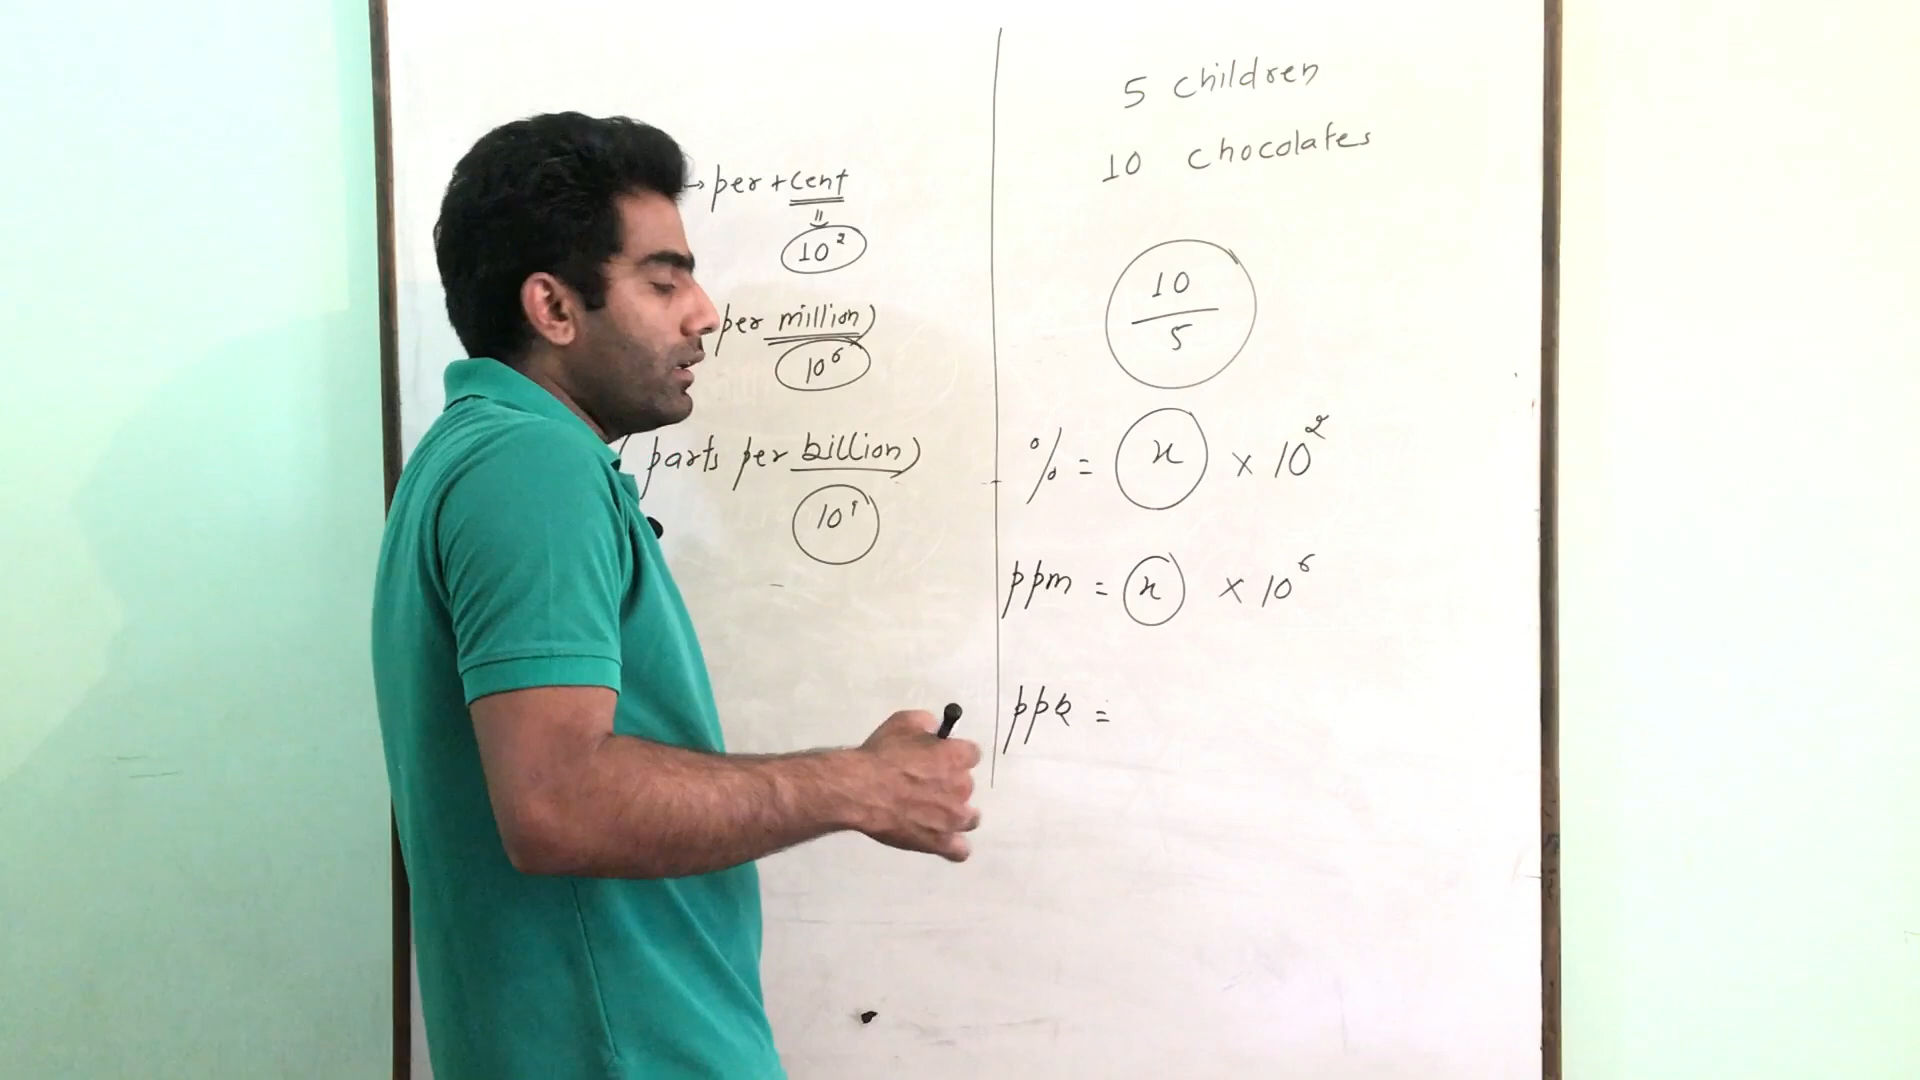 → per + cent
=
10²
per million)
10⁶
(parts per billion)
10⁹
5 children
10 chocolates
10
5
% = x × 10²
ppm = x × 10⁶
ppb =